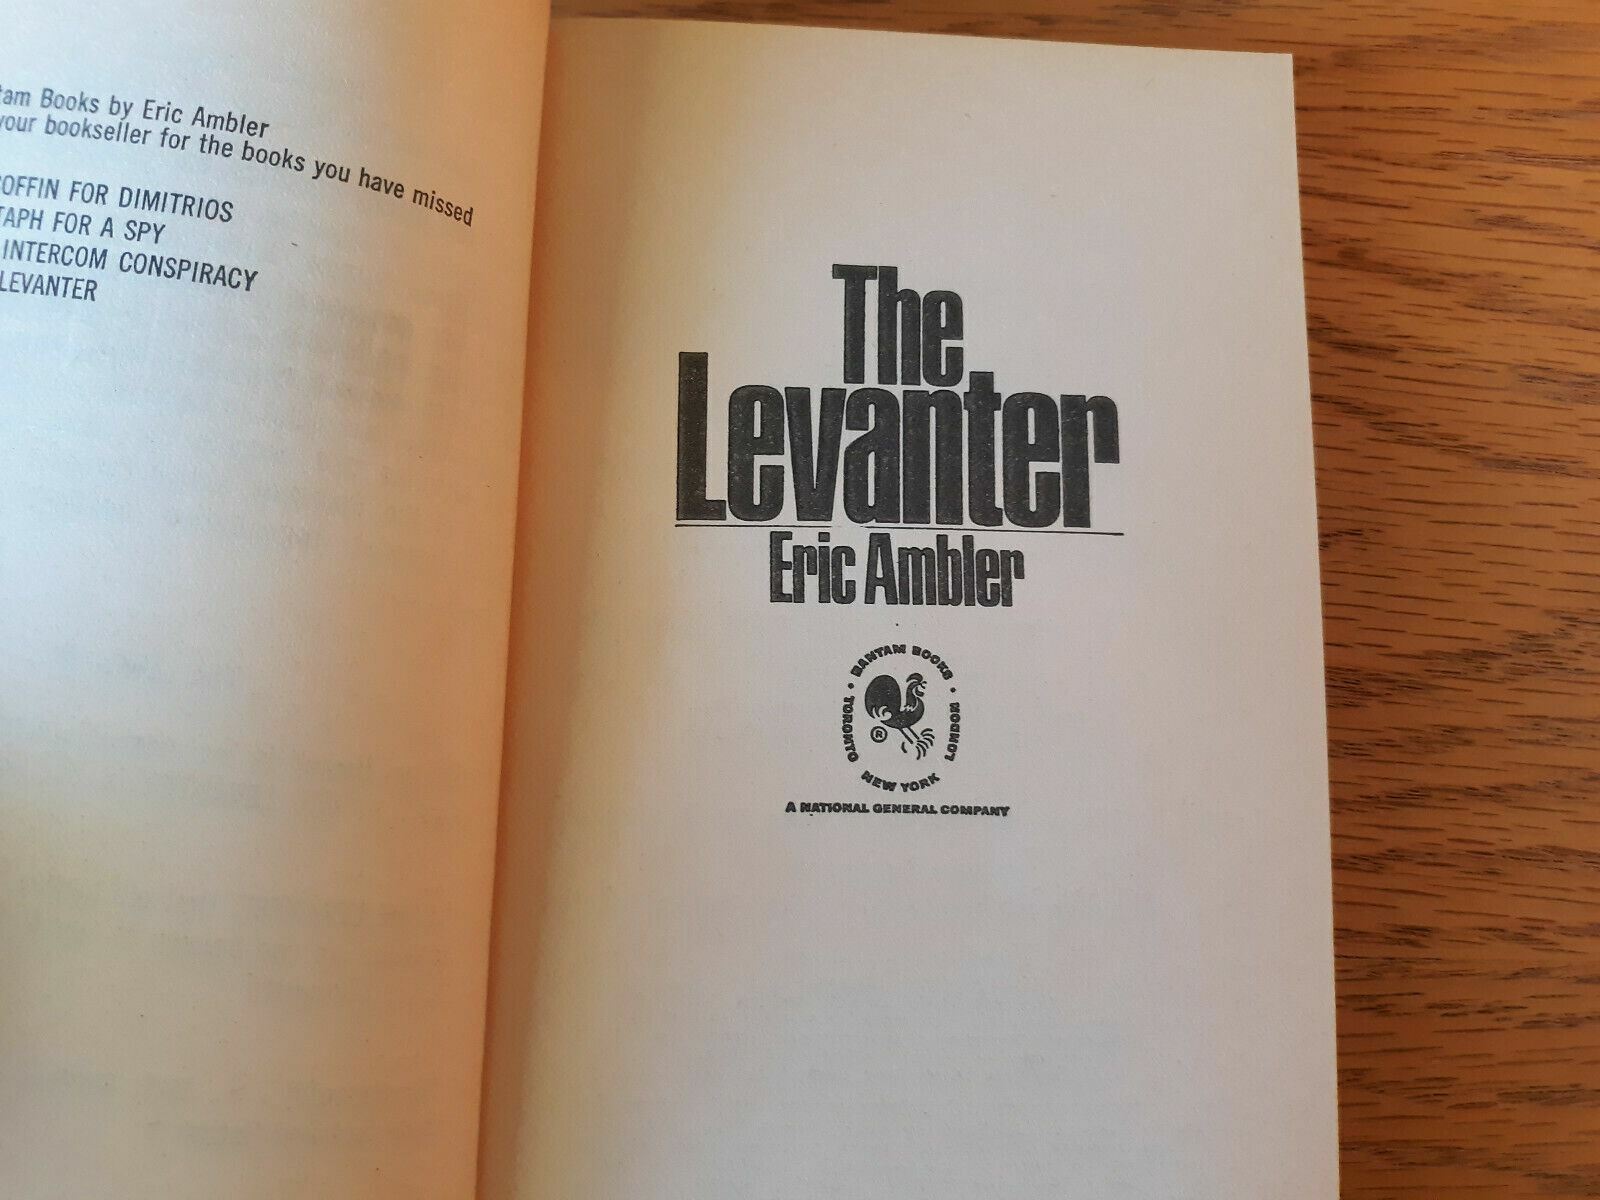 tam Books by Eric Ambler
your bookseller for the books you have missed
OFFIN FOR DIMITRIOS
TAPH FOR A SPY
INTERCOM CONSPIRACY
LEVANTER
The
Levanter
Eric Ambler
BANTAM BOOKS
TORONTO • NEW YORK • LONDON
®
A NATIONAL GENERAL COMPANY